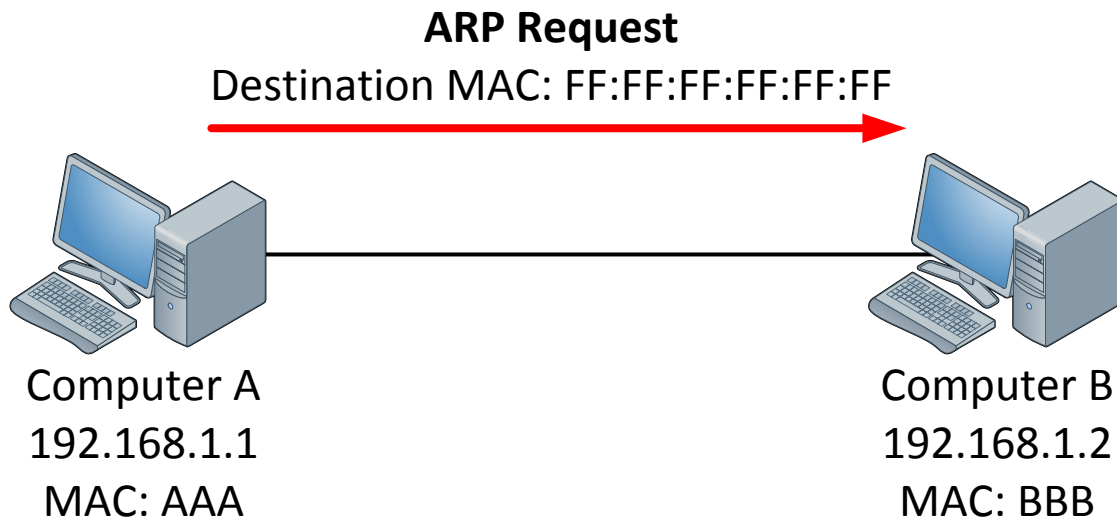 ARP Request
Destination MAC: FF:FF:FF:FF:FF:FF
Computer A
192.168.1.1
MAC: AAA
Computer B
192.168.1.2
MAC: BBB